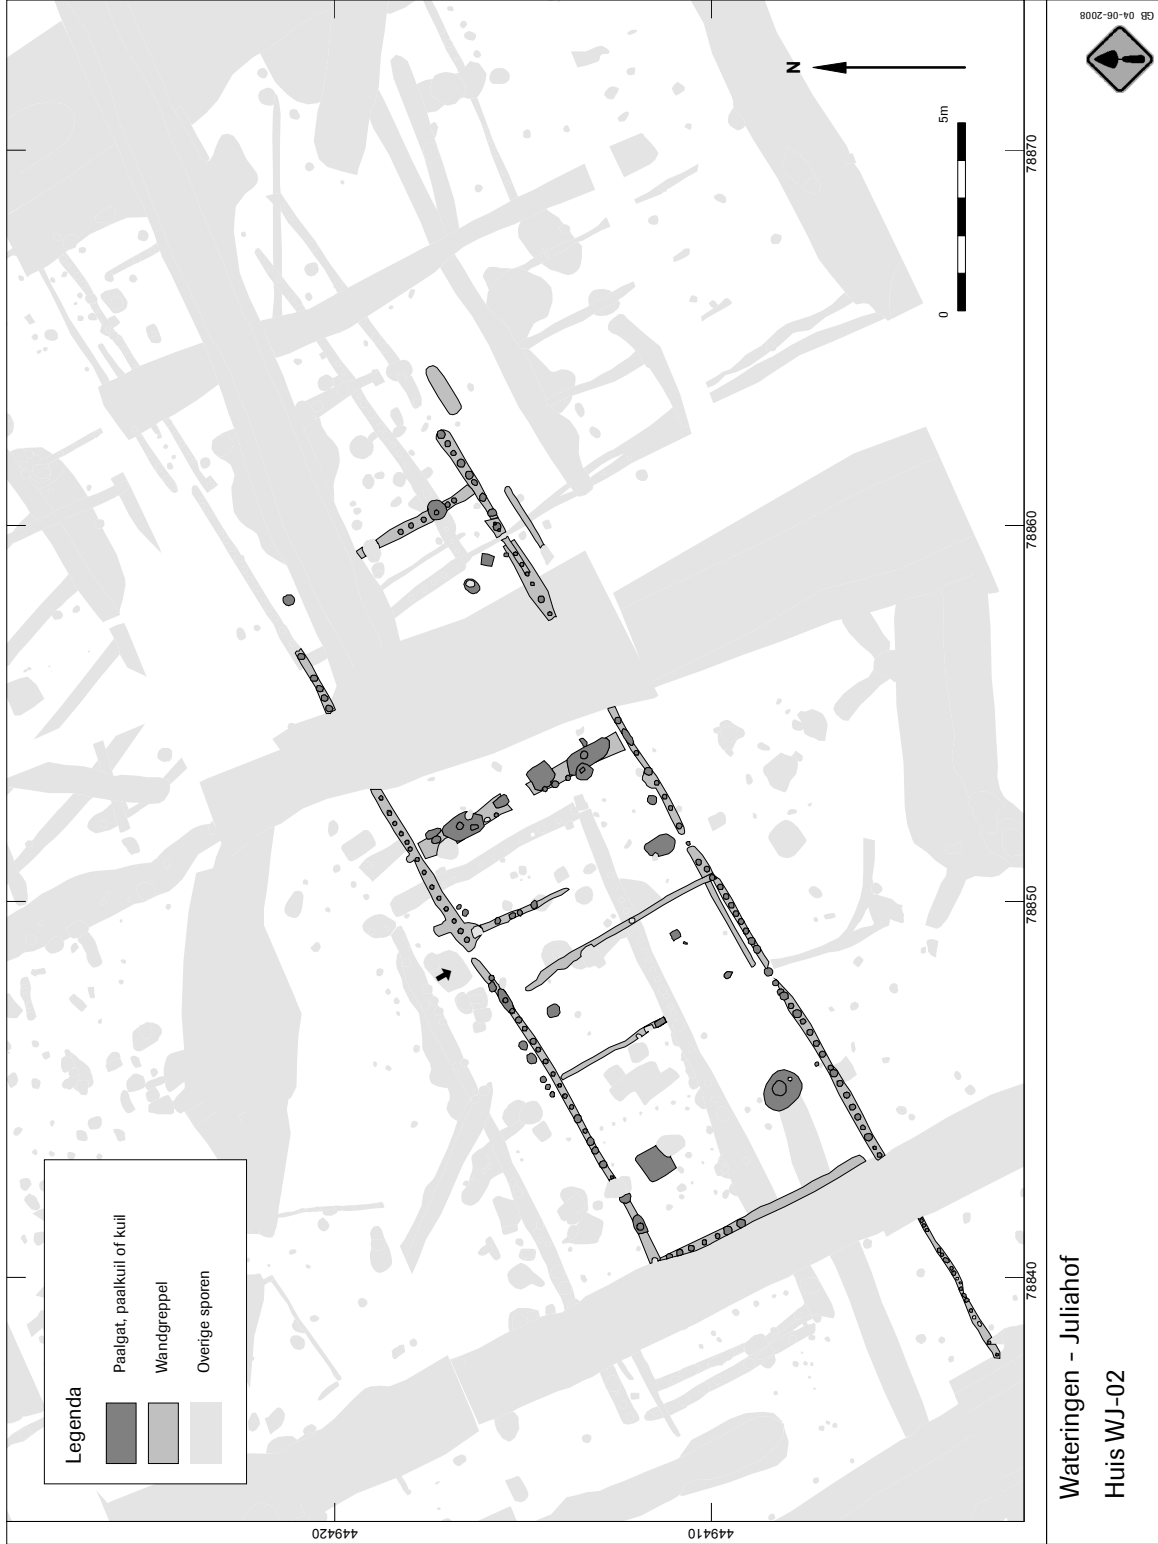 Legenda
Paalgat, paalkuil of kuil
Wandgreppel
Overige sporen
N
0
5m
449420
449410
78840
78850
78860
78870
Wateringen - Juliahof
Huis WJ-02
GB 04-06-2008